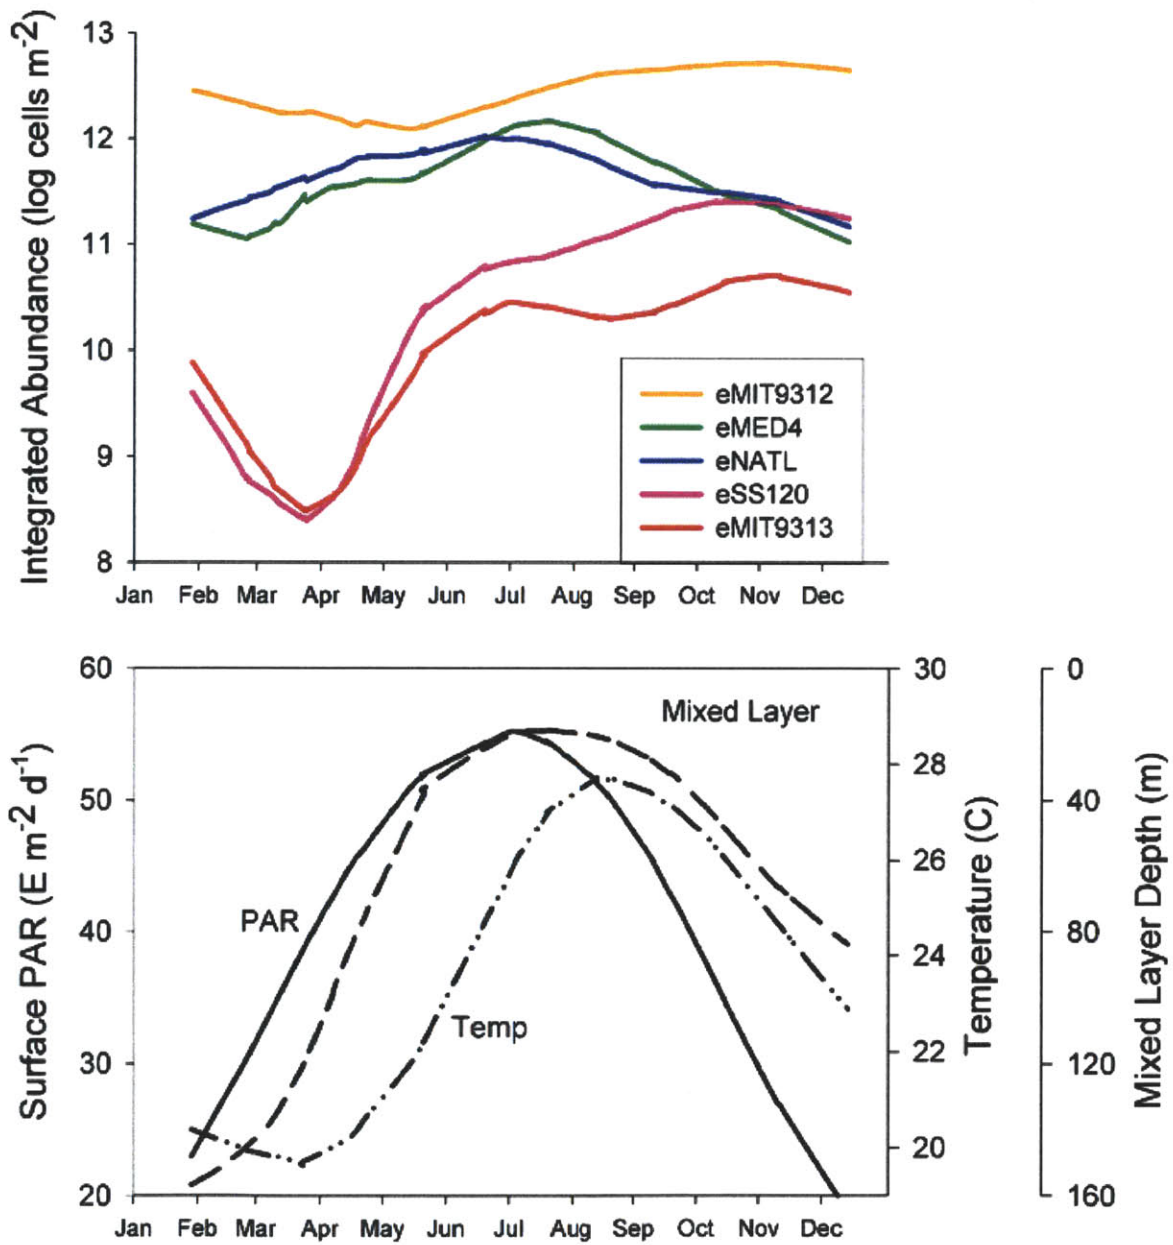 Integrated Abundance (log cells m-2)
13
12
11
10
9
8
eMIT9312
eMED4
eNATL
eSS120
eMIT9313
Jan Feb Mar Apr May Jun Jul Aug Sep Oct Nov Dec
Surface PAR (E m-2 d-1)
60
50
40
30
20
PAR
Temp
Mixed Layer
30
28
26
24
22
20
Temperature (C)
0
40
80
120
160
Mixed Layer Depth (m)
Jan Feb Mar Apr May Jun Jul Aug Sep Oct Nov Dec